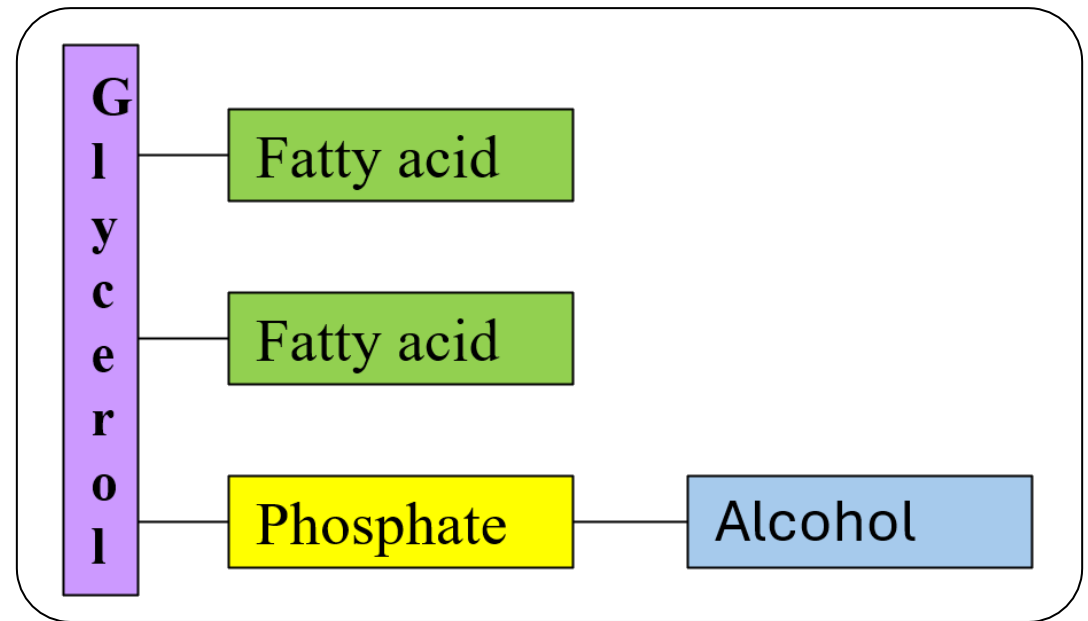 Glycerol
Fatty acid
Fatty acid
Phosphate
Alcohol